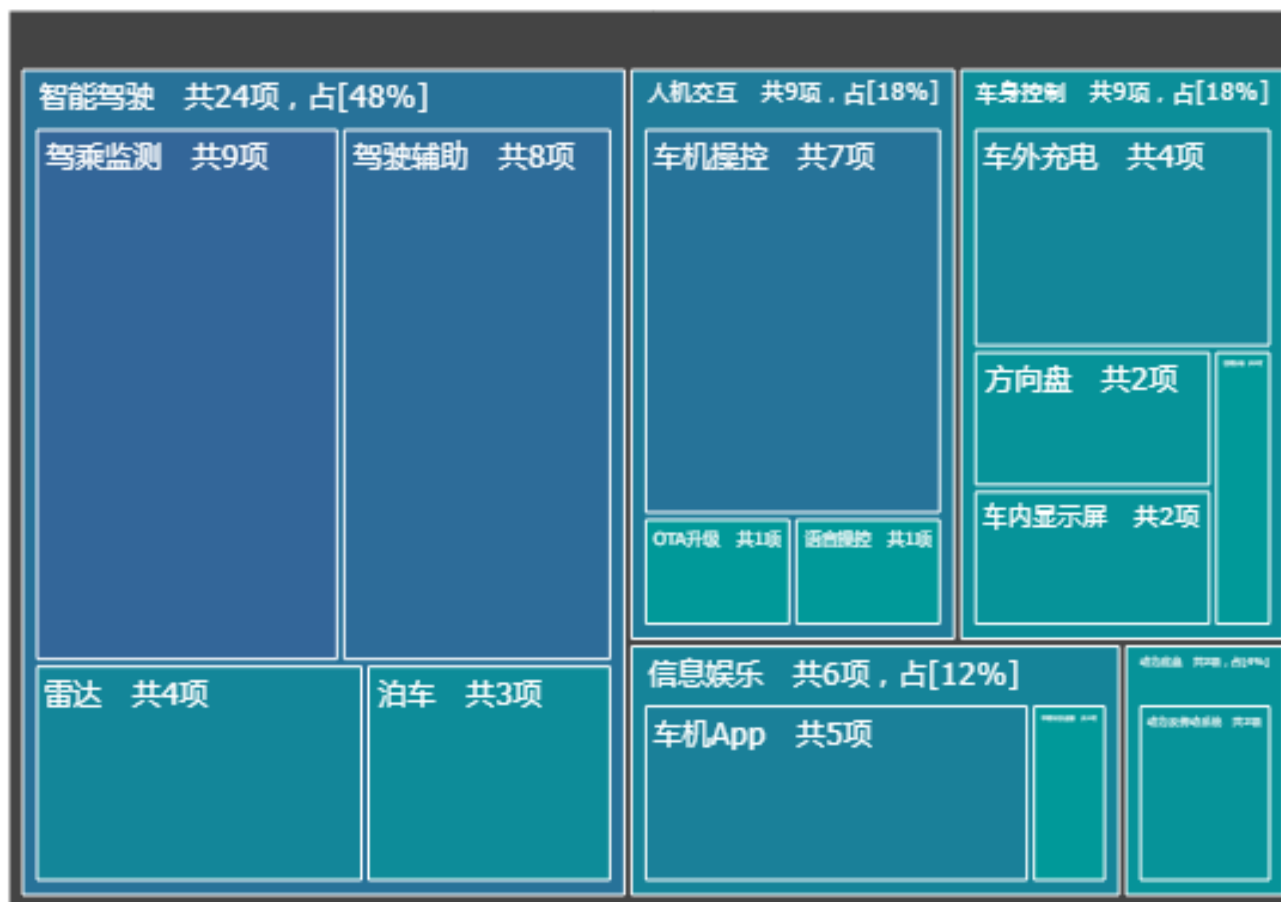 智能驾驶 共24项，占[48%]
驾乘监测 共9项
驾驶辅助 共8项
雷达 共4项
泊车 共3项
人机交互 共9项，占[18%]
车机操控 共7项
OTA升级 共1项
语音操控 共1项
车身控制 共9项，占[18%]
车外充电 共4项
方向盘 共2项
车内显示屏 共2项
信息娱乐 共6项，占[12%]
车机App 共5项